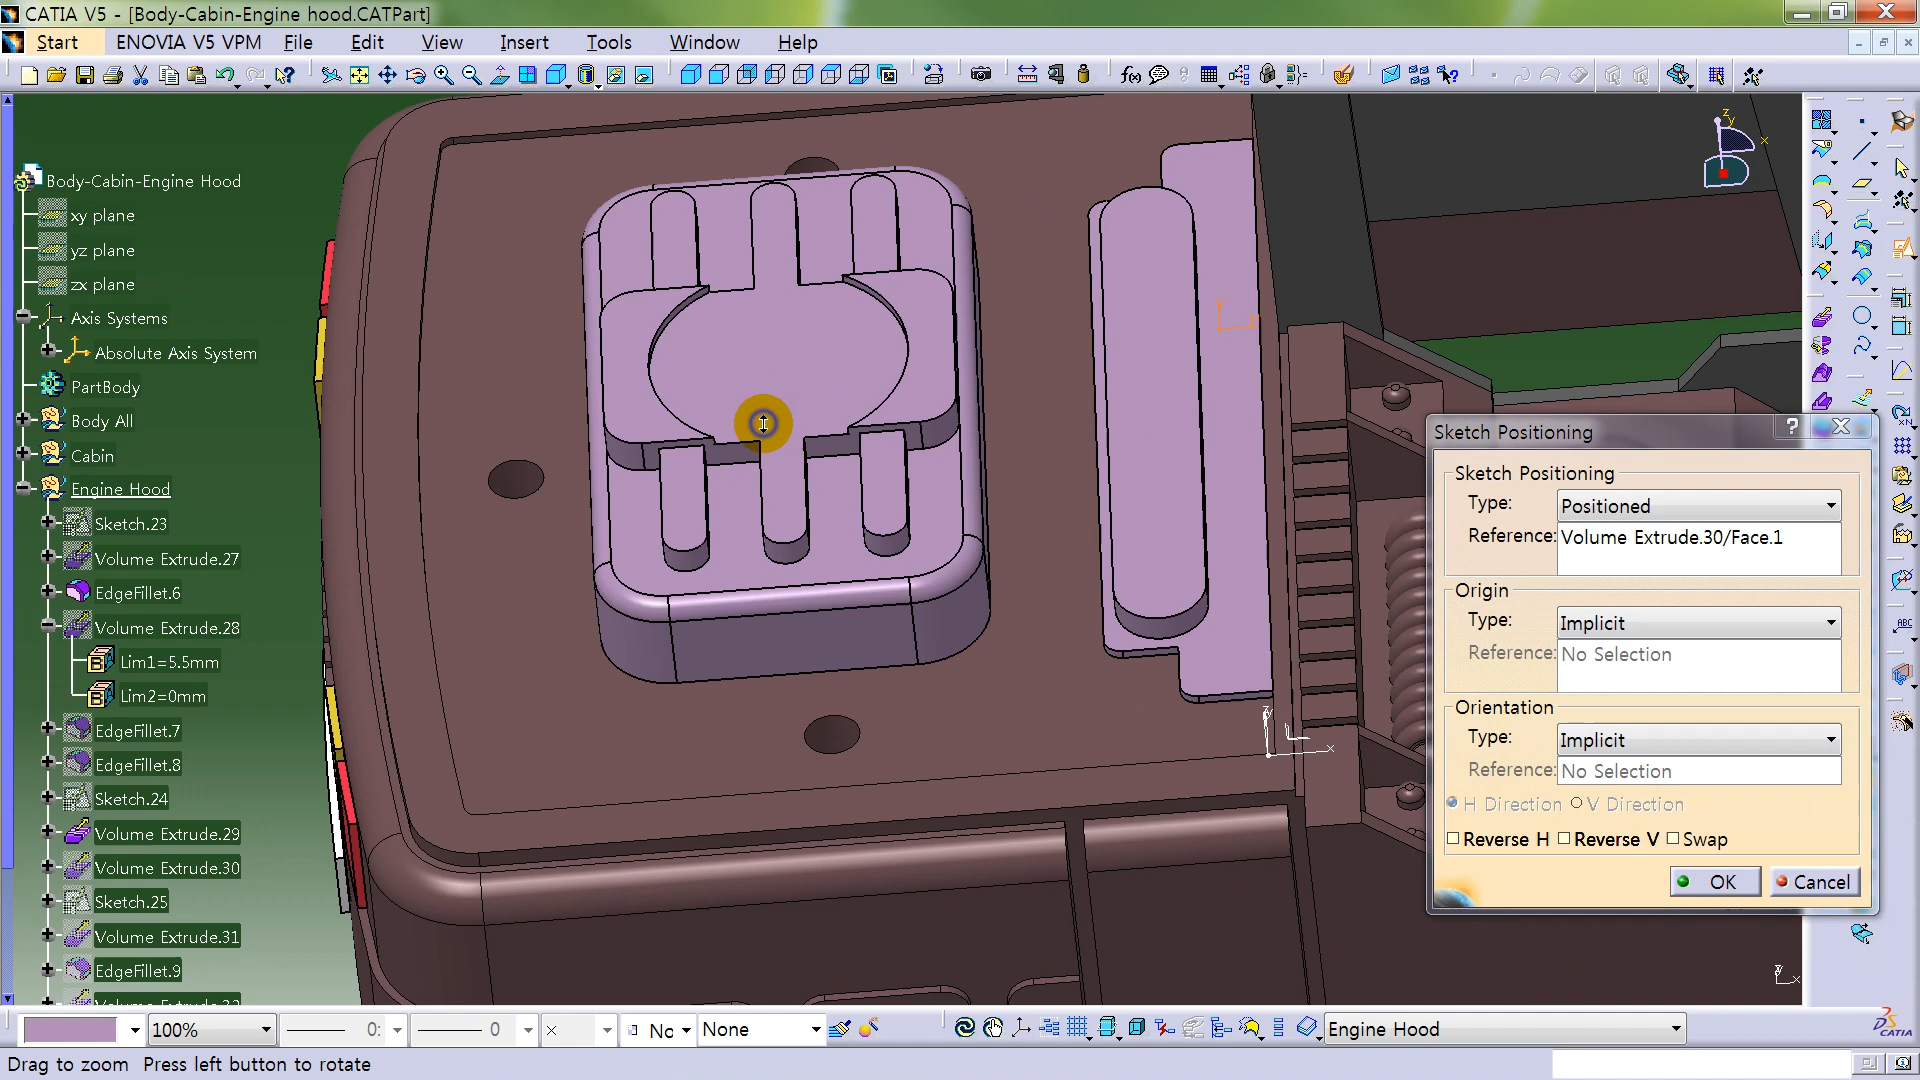 CATIA V5 - [Body-Cabin-Engine hood.CATPart]
Start ENOVIA V5 VPM File Edit View Insert Tools Window Help
Body-Cabin-Engine Hood
xy plane
yz plane
zx plane
Axis Systems
Absolute Axis System
PartBody
Body All
Cabin
Engine Hood
Sketch.23
Volume Extrude.27
EdgeFillet.6
Volume Extrude.28
Lim1=5.5mm
Lim2=0mm
EdgeFillet.7
EdgeFillet.8
Sketch.24
Volume Extrude.29
Volume Extrude.30
Sketch.25
Volume Extrude.31
EdgeFillet.9
Sketch Positioning
Sketch Positioning
Type: Positioned
Reference: Volume Extrude.30/Face.1
Origin
Type: Implicit
Reference: No Selection
Orientation
Type: Implicit
Reference: No Selection
H Direction V Direction
Reverse H Reverse V Swap
OK Cancel
100% 0: 0 Nc None Engine Hood
CATIA
Drag to zoom Press left button to rotate